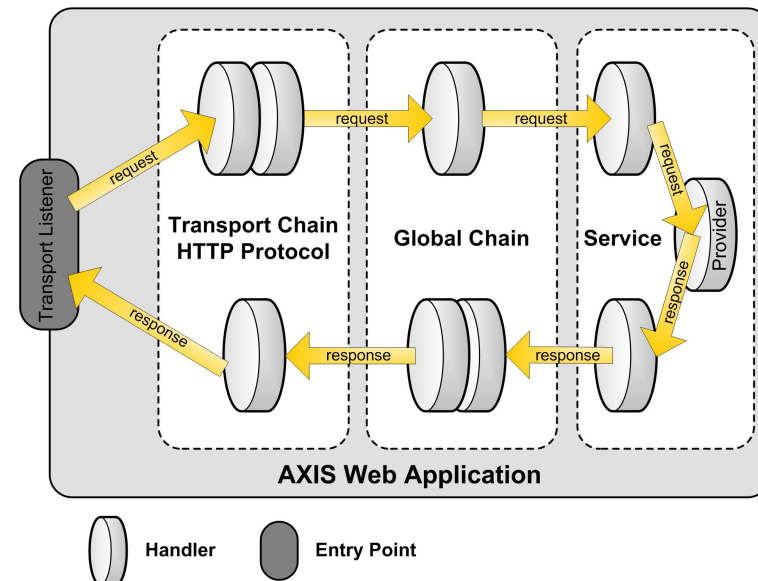 request
request
request
request
Transport Listener
Transport Chain
HTTP Protocol
Global Chain
Service
Provider
response
response
response
response
AXIS Web Application
Handler
Entry Point